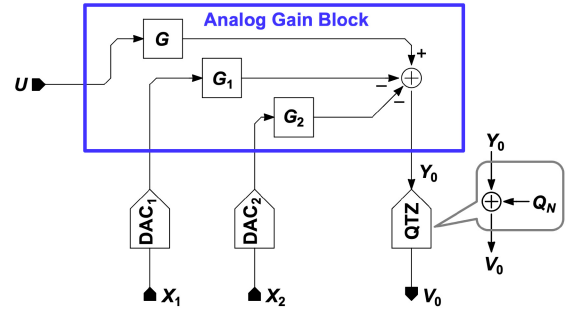 Analog Gain Block
G
+
U
G1
−
−
G2
Y0
Y0
DAC1
DAC2
QTZ
QN
V0
X1
X2
V0